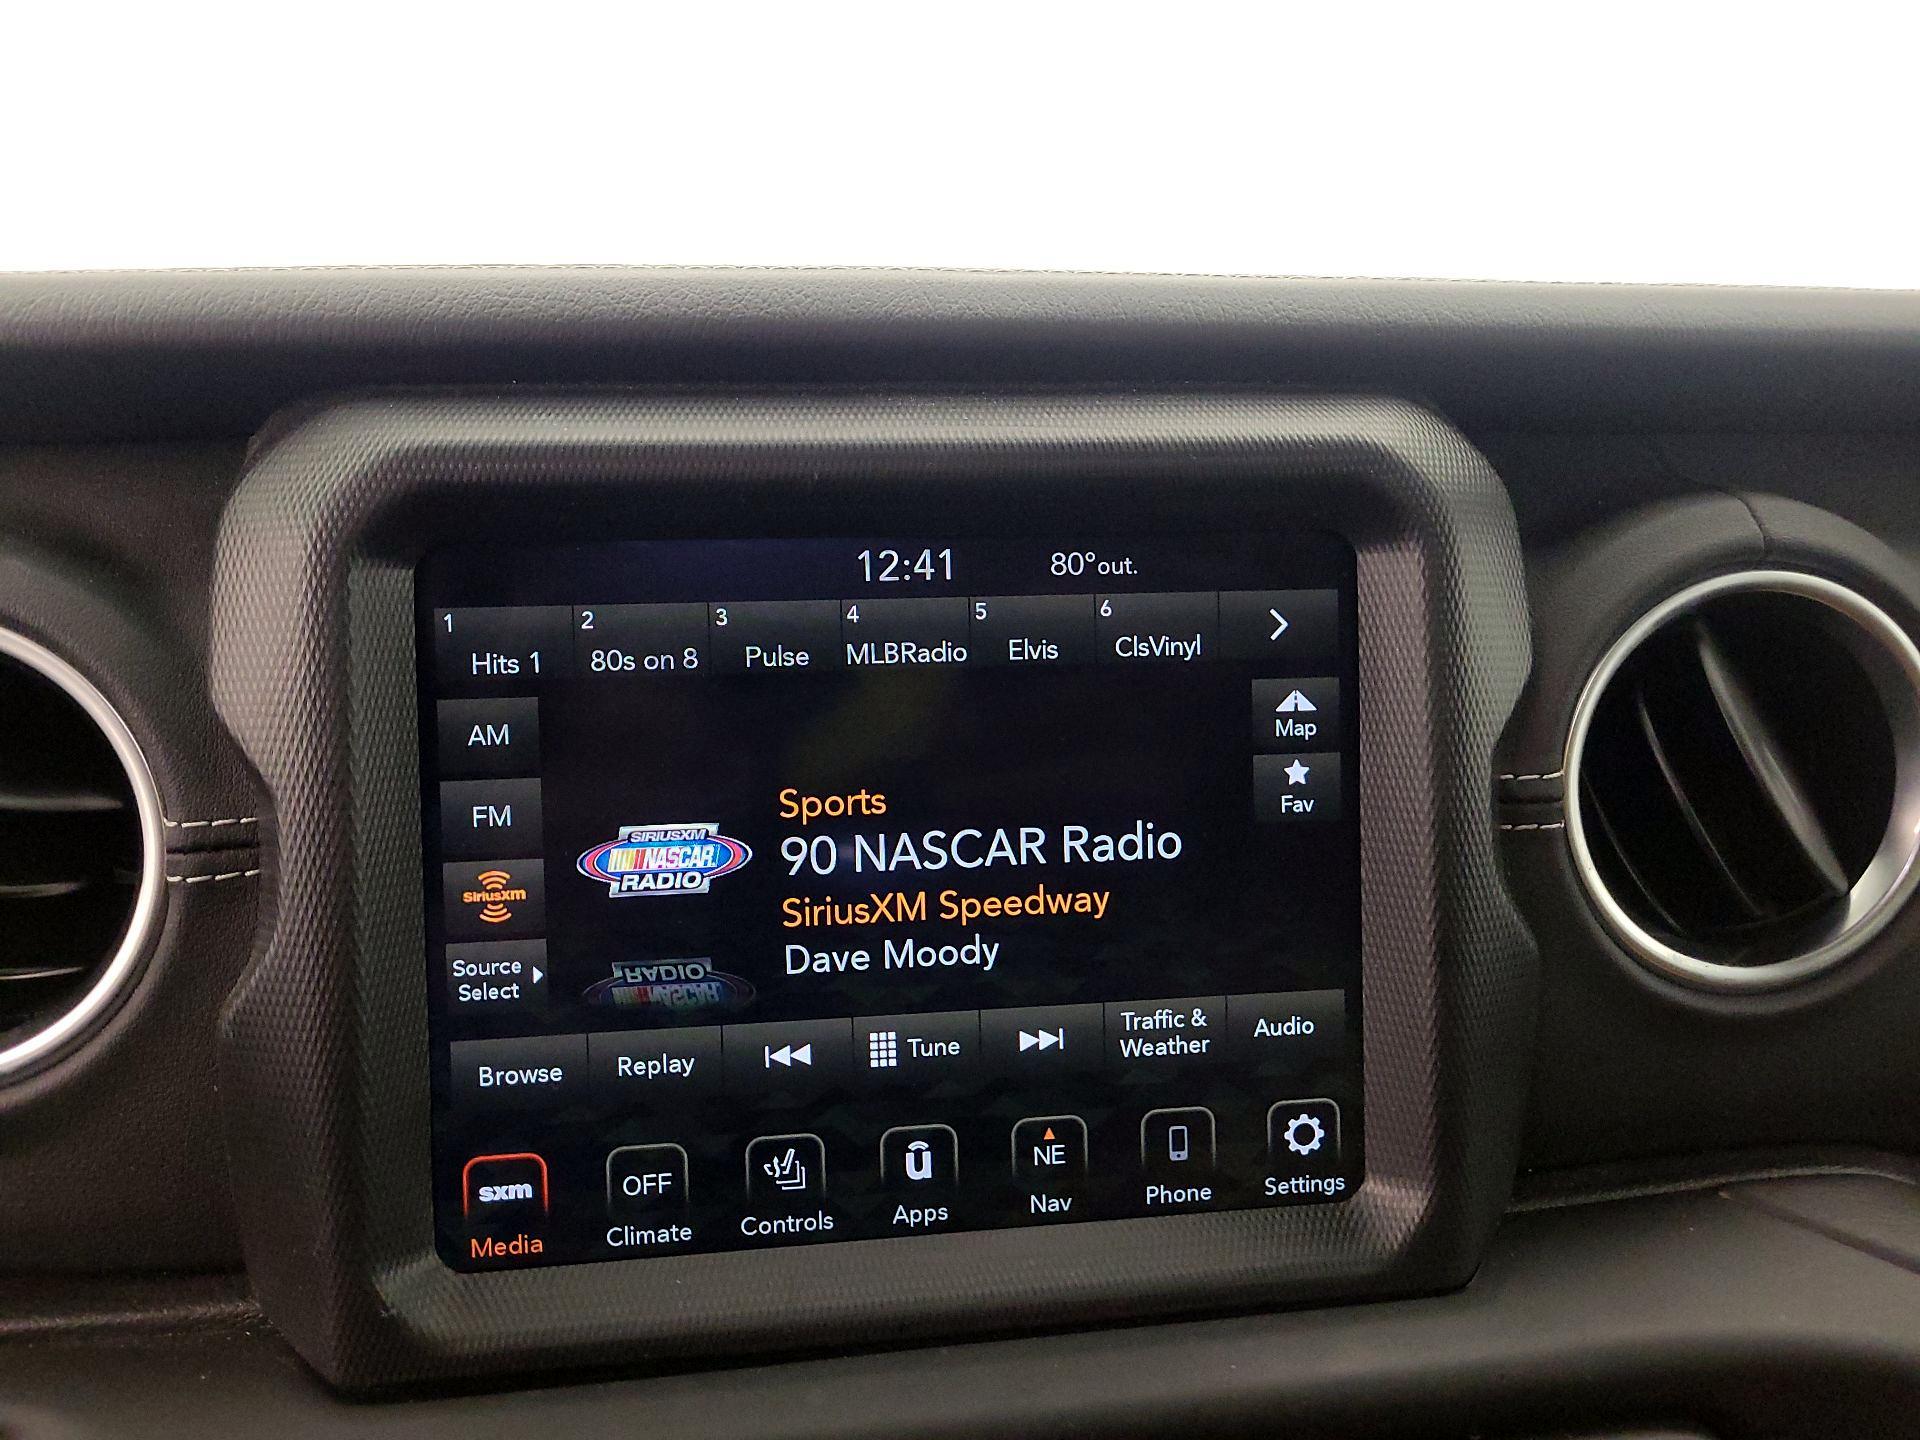 12:41 80°out.
1 2 3 4 5 6
Hits 1 80s on 8 Pulse MLBRadio Elvis ClsVinyl
AM
Map
FM
Fav
SiriusXm
Source
Select
SIRIUSXM
NASCAR
RADIO
Sports
90 NASCAR Radio
SiriusXM Speedway
Dave Moody
RADIO
NASCAR
Browse Replay Tune
Traffic &
Weather
Audio
sxm OFF u NE
Media Climate Controls Apps Nav Phone Settings